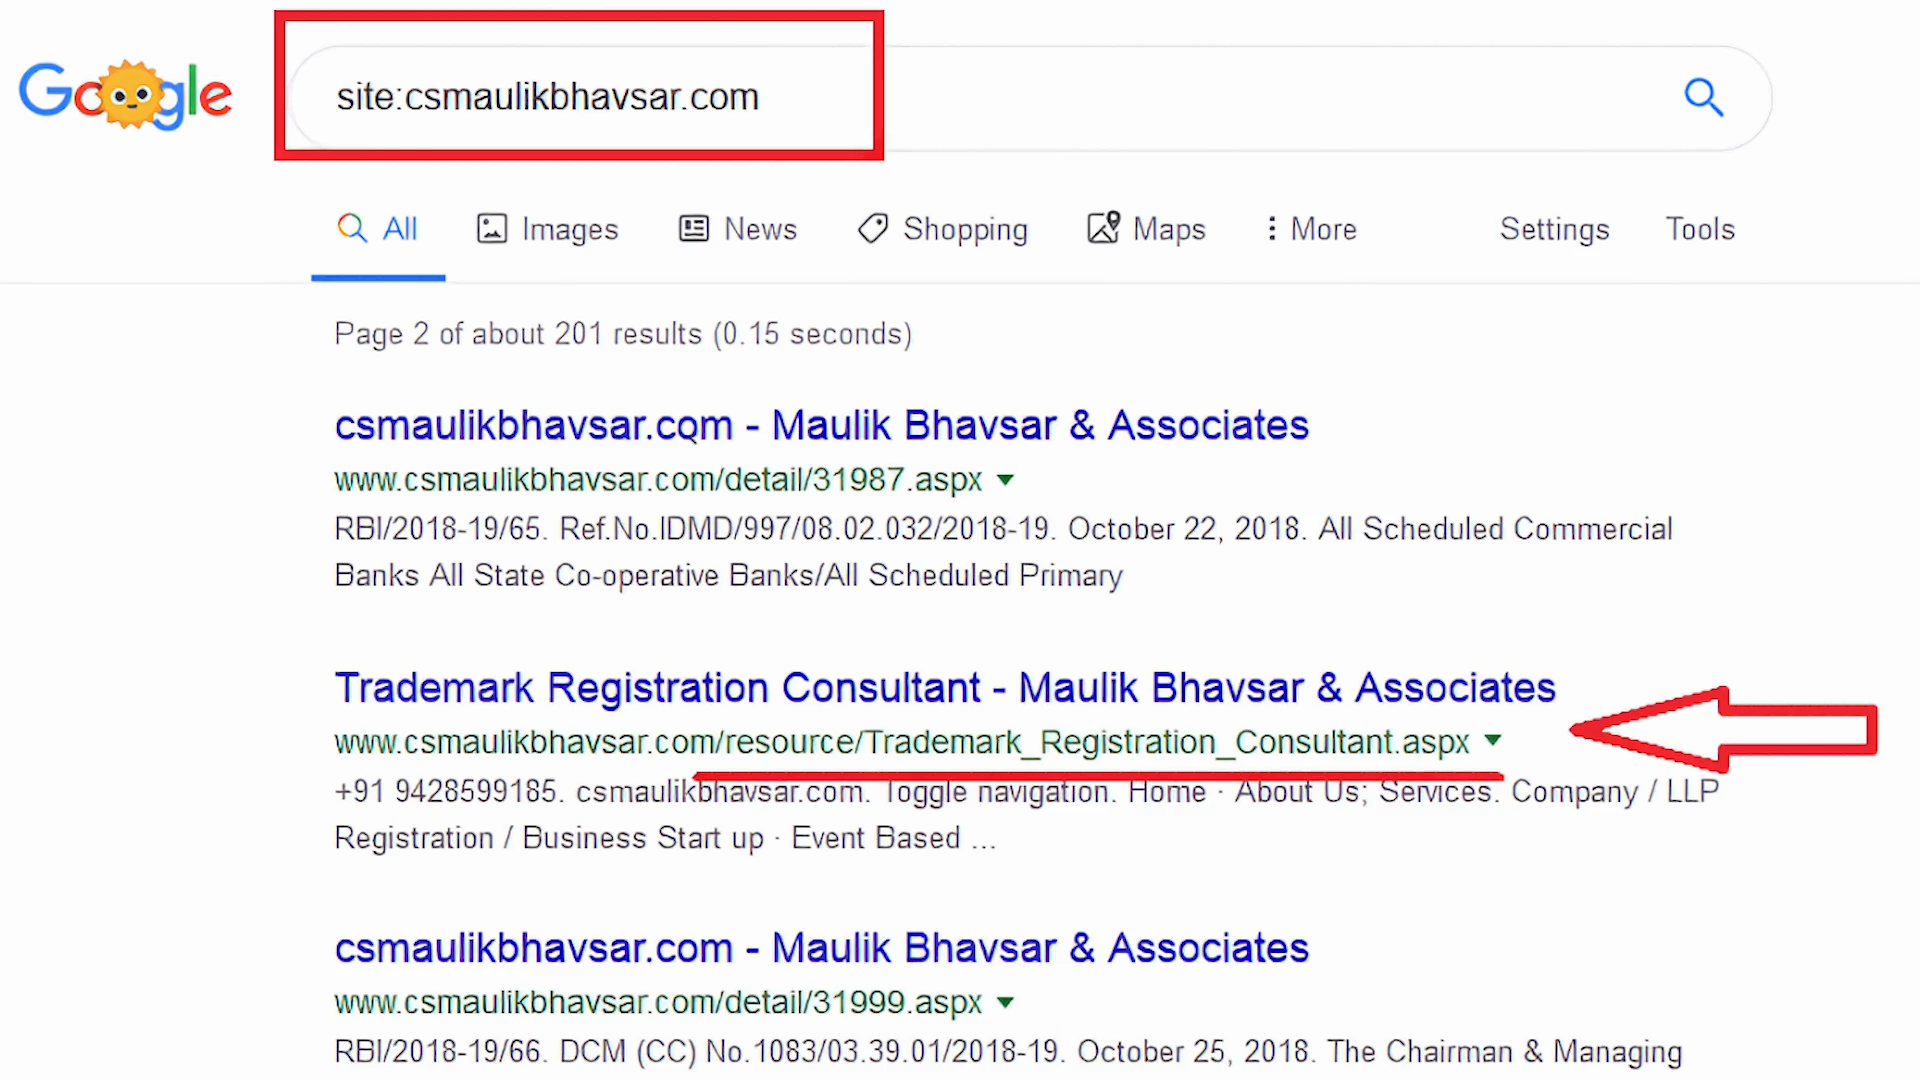 Google
site:csmaulikbhavsar.com
All Images News Shopping Maps More Settings Tools
Page 2 of about 201 results (0.15 seconds)
csmaulikbhavsar.com - Maulik Bhavsar & Associates
www.csmaulikbhavsar.com/detail/31987.aspx
RBI/2018-19/65. Ref.No.IDMD/997/08.02.032/2018-19. October 22, 2018. All Scheduled Commercial
Banks All State Co-operative Banks/All Scheduled Primary
Trademark Registration Consultant - Maulik Bhavsar & Associates
www.csmaulikbhavsar.com/resource/Trademark_Registration_Consultant.aspx
+91 9428599185. csmaulikbhavsar.com. Toggle navigation. Home · About Us; Services. Company / LLP
Registration / Business Start up · Event Based ...
csmaulikbhavsar.com - Maulik Bhavsar & Associates
www.csmaulikbhavsar.com/detail/31999.aspx
RBI/2018-19/66. DCM (CC) No.1083/03.39.01/2018-19. October 25, 2018. The Chairman & Managing